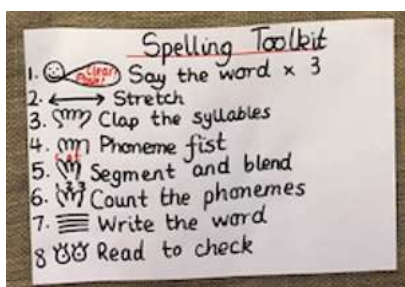 Spelling Toolkit
1. Clear Say the word x 3
2. Stretch
3. Clap the syllables
4. Phoneme fist
5. Segment and blend
6. Count the phonemes
7. Write the word
8 Read to check